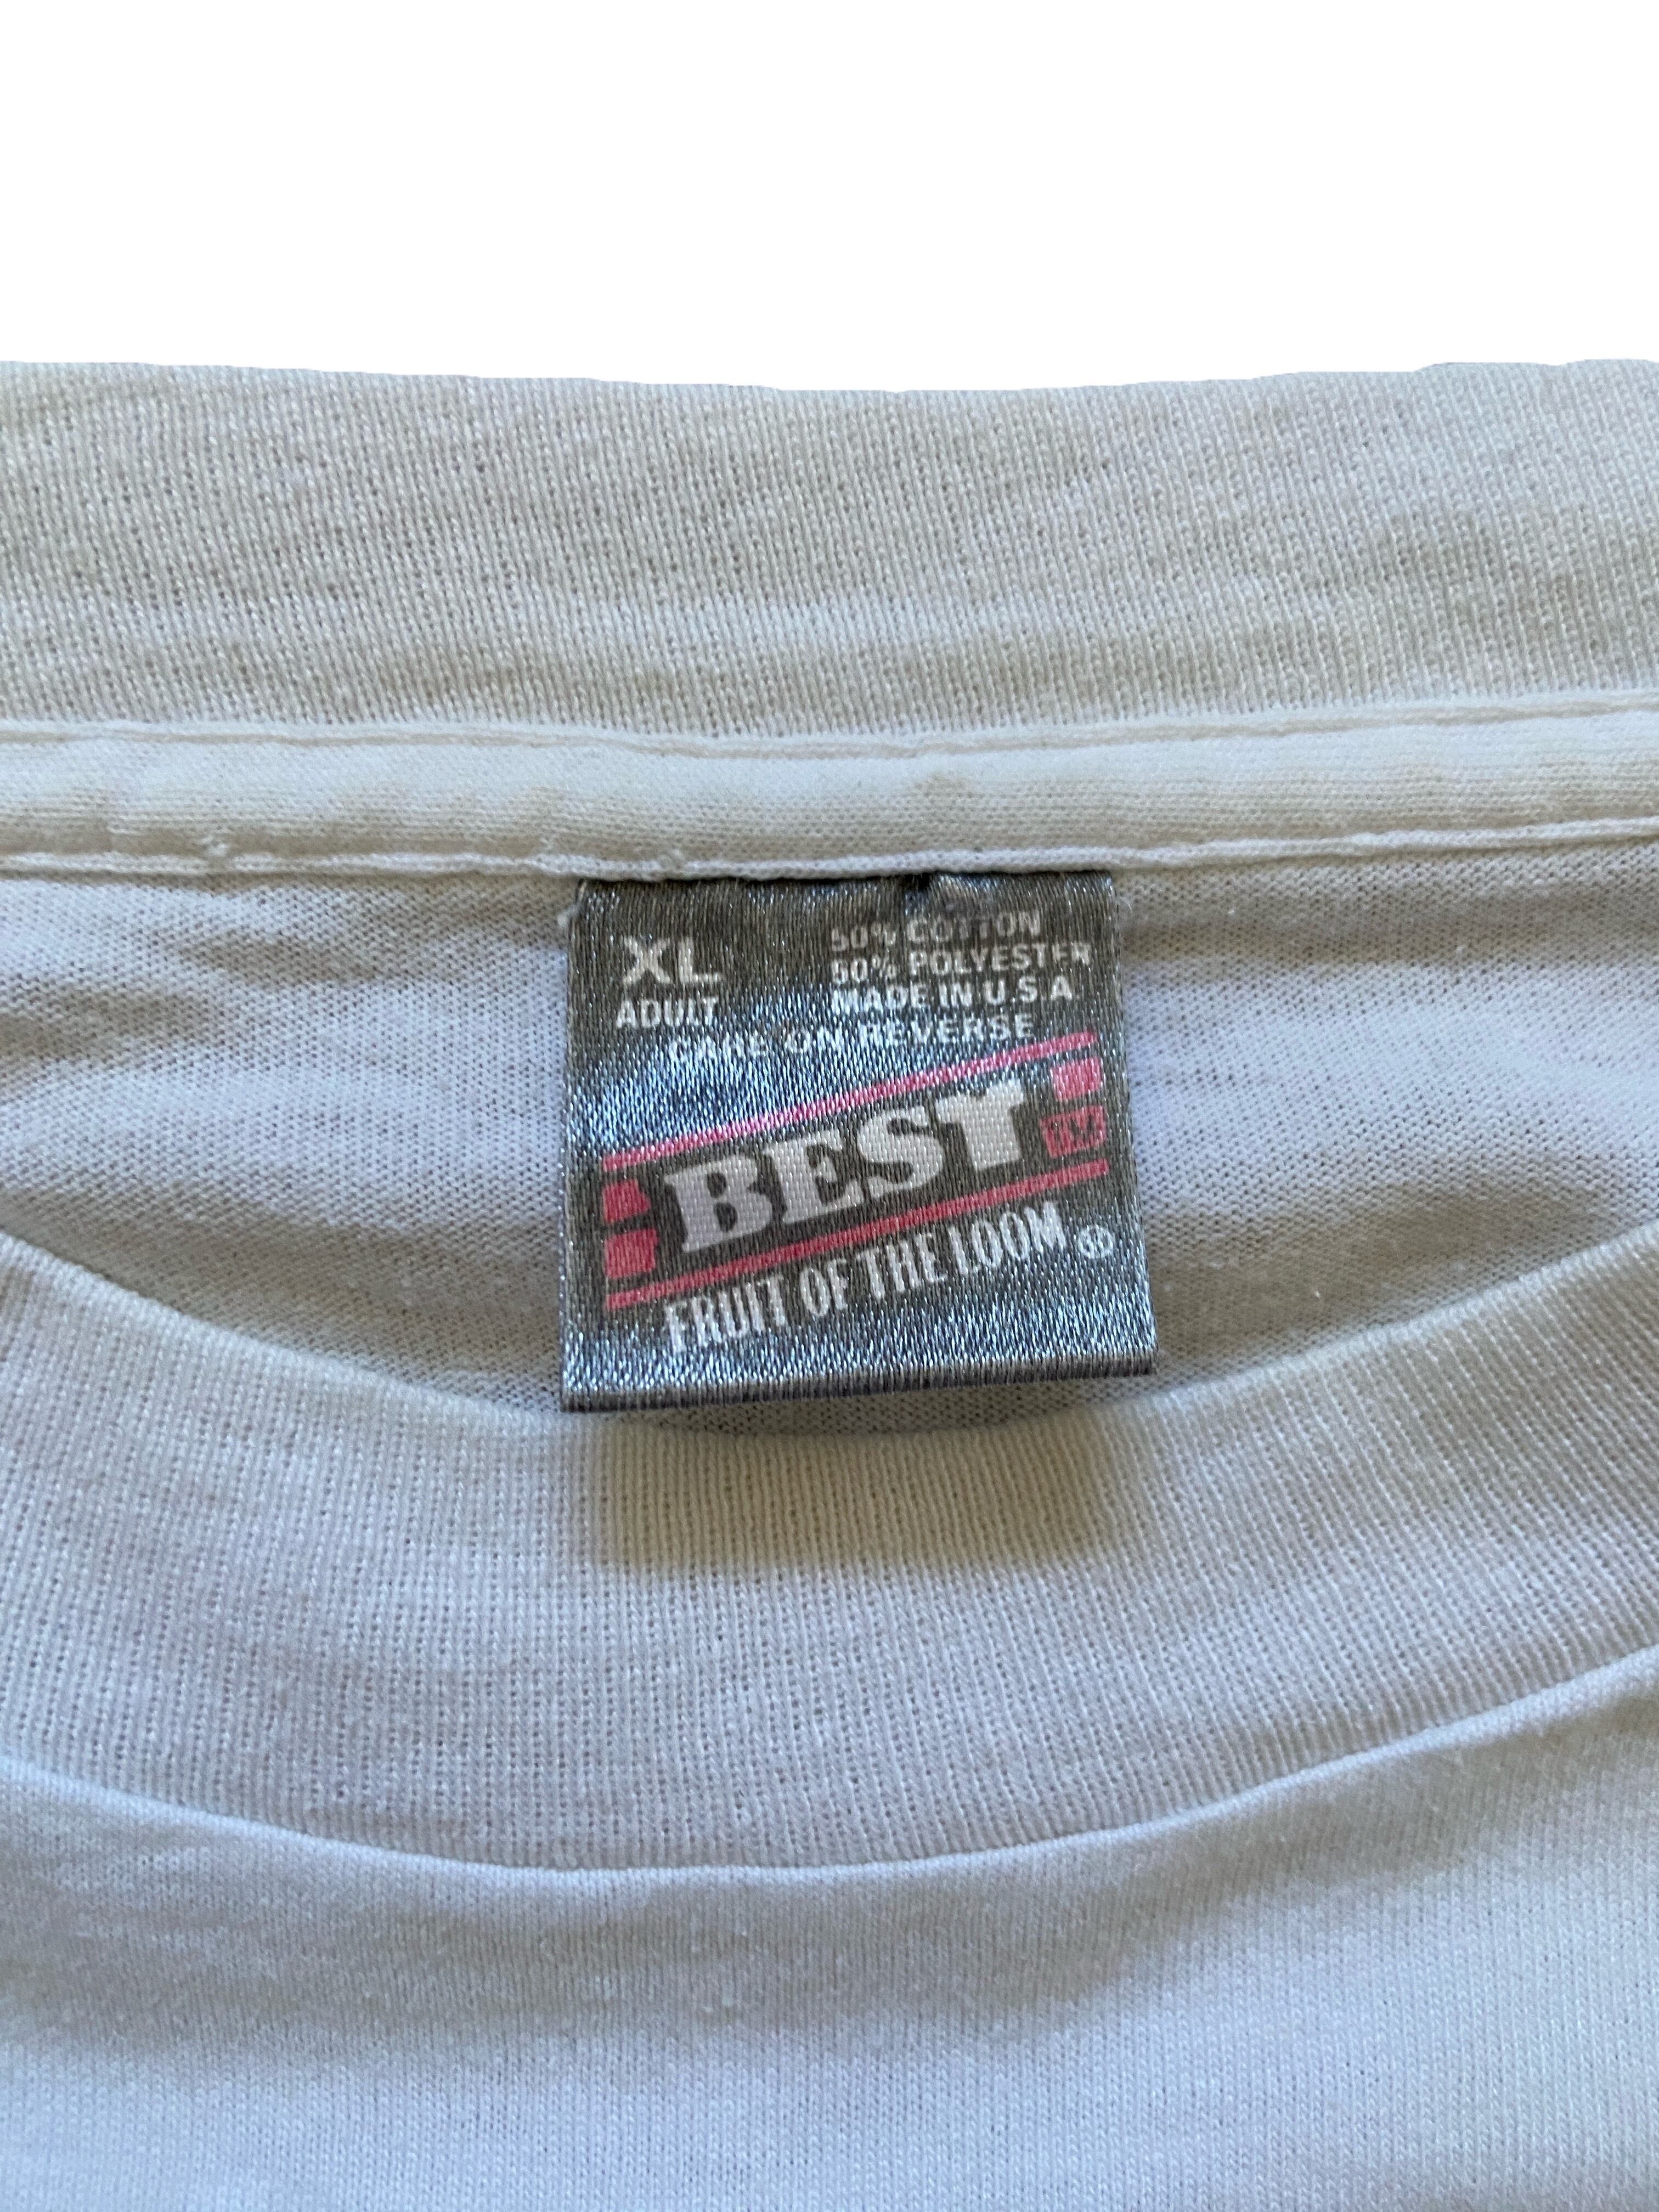 XL
ADULT
50% COTTON
50% POLYESTER
MADE IN U.S.A
CARE ON REVERSE
BEST
TM
FRUIT OF THE LOOM ®